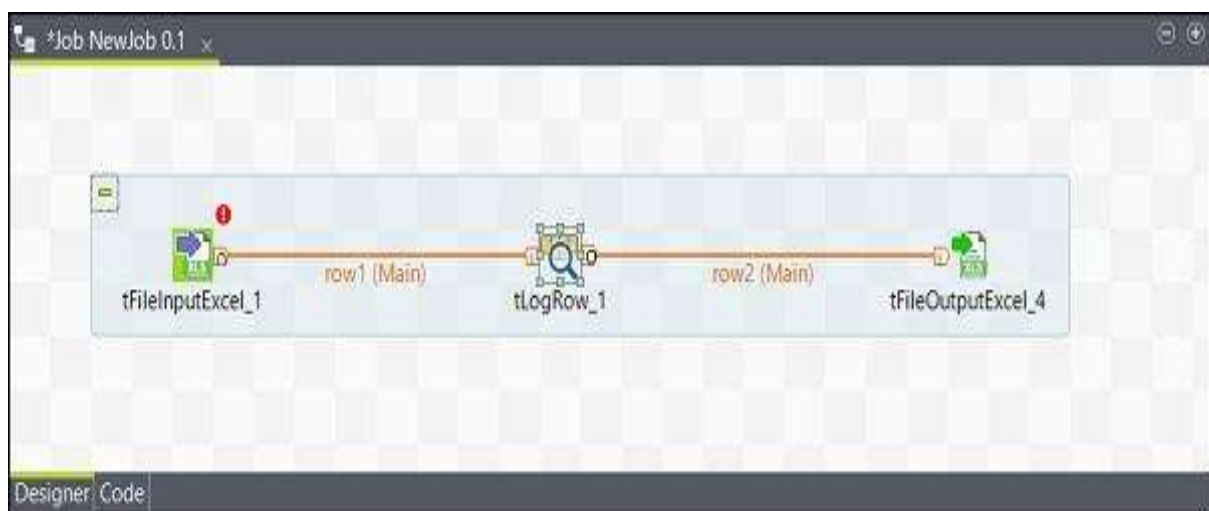 *Job NewJob 0.1
row1 (Main)
row2 (Main)
tFileInputExcel_1
tLogRow_1
tFileOutputExcel_4
Designer Code